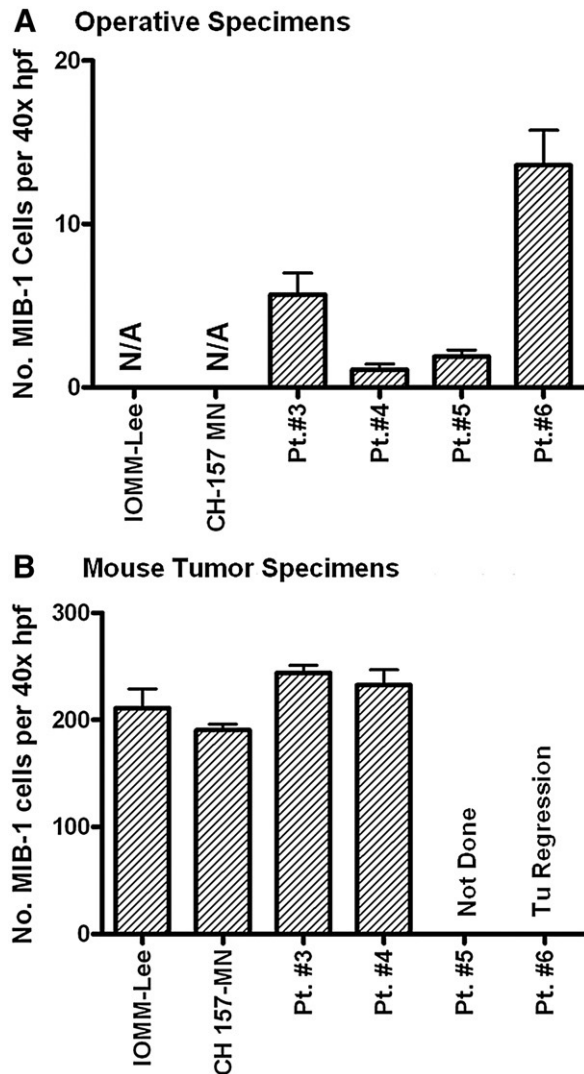 A Operative Specimens
No. MIB-1 Cells per 40x hpf
20
10
0
N/A
N/A
IOMM-Lee
CH-157 MN
Pt.#3
Pt.#4
Pt.#5
Pt.#6
B Mouse Tumor Specimens
No. MIB-1 cells per 40x hpf
300
200
100
0
Not Done
Tu Regression
IOMM-Lee
CH 157-MN
Pt. #3
Pt. #4
Pt. #5
Pt. #6